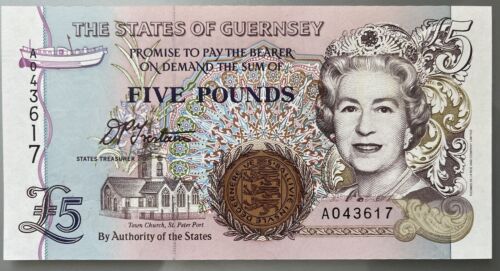 THE STATES OF GUERNSEY
£5
A043617
PROMISE TO PAY THE BEARER
ON DEMAND THE SUM OF
FIVE POUNDS
STATES TREASURER
£5
Town Church, St. Peter Port
By Authority of the States
A043617